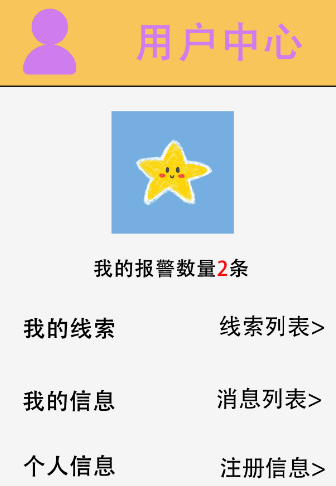 用户中心
我的报警数量2条
我的线索 线索列表>
我的信息 消息列表>
个人信息 注册信息>